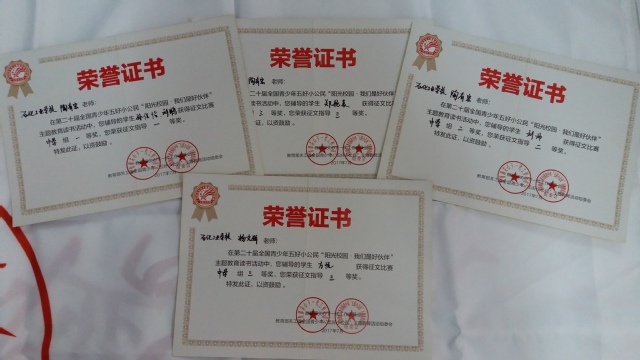 荣誉证书
石化工业学校 陶有生 老师:
在第二十届全国青少年五好小公民“阳光校园·我们是好伙伴”
主题教育读书活动中,您辅导的学生 获得征文比赛
中学 组 一 等奖,您荣获征文指导 一 等奖。
特发此证,以资鼓励。
荣誉证书
陶有生 老师:
二十届全国青少年五好小公民“阳光校园·我们是好伙伴”
读书活动中,您辅导的学生 获得征文比
三 等奖,您荣获征文指导 三 等奖。
证,以资鼓励。
荣誉证书
石化工业学校 陶有生 老师:
在第二十届全国青少年五好小公民“阳光校园·我们是好伙伴”
主题教育读书活动中,您辅导的学生 获得征文比赛
中学 组 二 等奖,您荣获征文指导 二 等奖。
特发此证,以资鼓励。
荣誉证书
石化工业学校 老师:
在第二十届全国青少年五好小公民“阳光校园·我们是好伙伴”
主题教育读书活动中,您辅导的学生 方悦 获得征文比赛
中学 组 三 等奖,您荣获征文指导 三 等奖。
特发此证,以资鼓励。